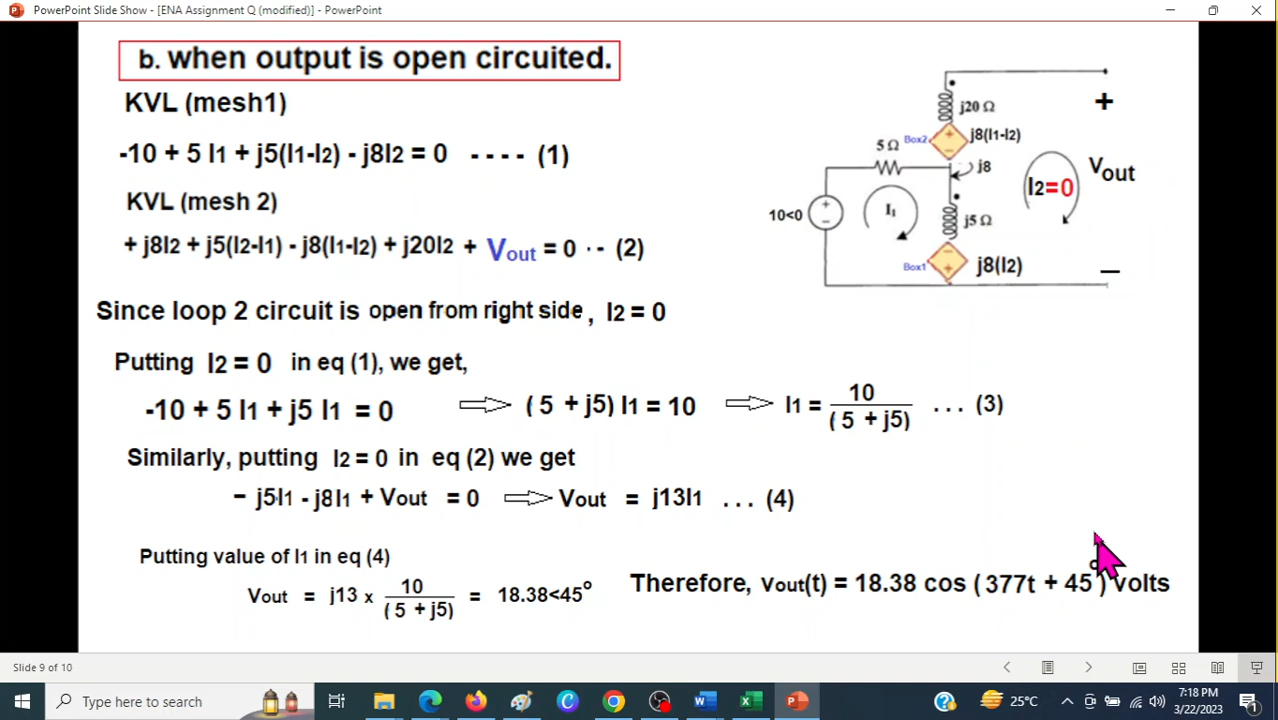 PowerPoint Slide Show - [ENA Assignment Q (modified)] - PowerPoint
b. when output is open circuited.
KVL (mesh1)
-10 + 5 I1 + j5(I1-I2) - j8I2 = 0 - - - - (1)
KVL (mesh 2)
+ j8I2 + j5(I2-I1) - j8(I1-I2) + j20I2 + Vout = 0 - - (2)
j20 Ω
Box2
j8(I1-I2)
+
5 Ω
j8
Vout
I2=0
10<0
I1
j5 Ω
Box1
j8(I2)
–
Since loop 2 circuit is open from right side , I2 = 0
Putting I2 = 0 in eq (1), we get,
-10 + 5 I1 + j5 I1 = 0 ⇒ ( 5 + j5) I1 = 10 ⇒ I1 = 10 / ( 5 + j5) . . . (3)
Similarly, putting I2 = 0 in eq (2) we get
– j5I1 - j8I1 + Vout = 0 ⇒ Vout = j13I1 . . . (4)
Putting value of I1 in eq (4)
Vout = j13 x 10 / ( 5 + j5) = 18.38<45°
Therefore, vout(t) = 18.38 cos ( 377t + 45°) volts
Slide 9 of 10
Type here to search
25°C
7:18 PM
3/22/2023
1